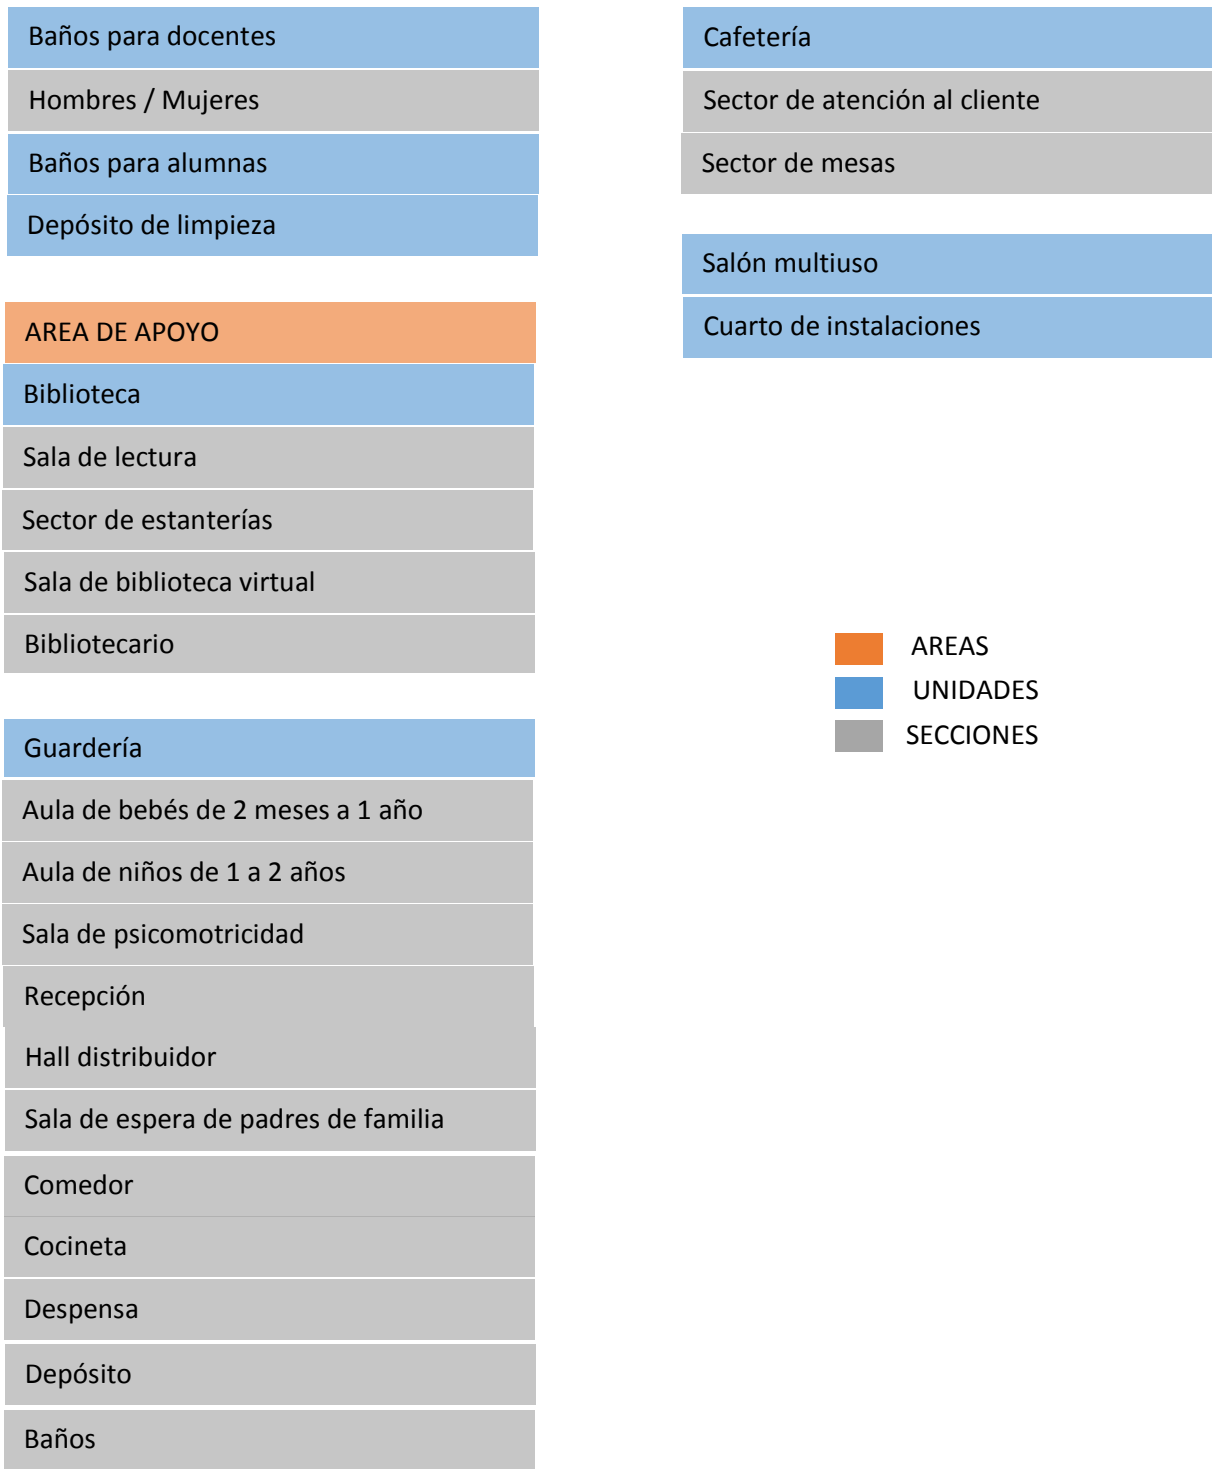 Baños para docentes
Hombres / Mujeres
Baños para alumnas
Depósito de limpieza
AREA DE APOYO
Biblioteca
Sala de lectura
Sector de estanterías
Sala de biblioteca virtual
Bibliotecario
Guardería
Aula de bebés de 2 meses a 1 año
Aula de niños de 1 a 2 años
Sala de psicomotricidad
Recepción
Hall distribuidor
Sala de espera de padres de familia
Comedor
Cocineta
Despensa
Depósito
Baños
Cafetería
Sector de atención al cliente
Sector de mesas
Salón multiuso
Cuarto de instalaciones
AREAS
UNIDADES
SECCIONES